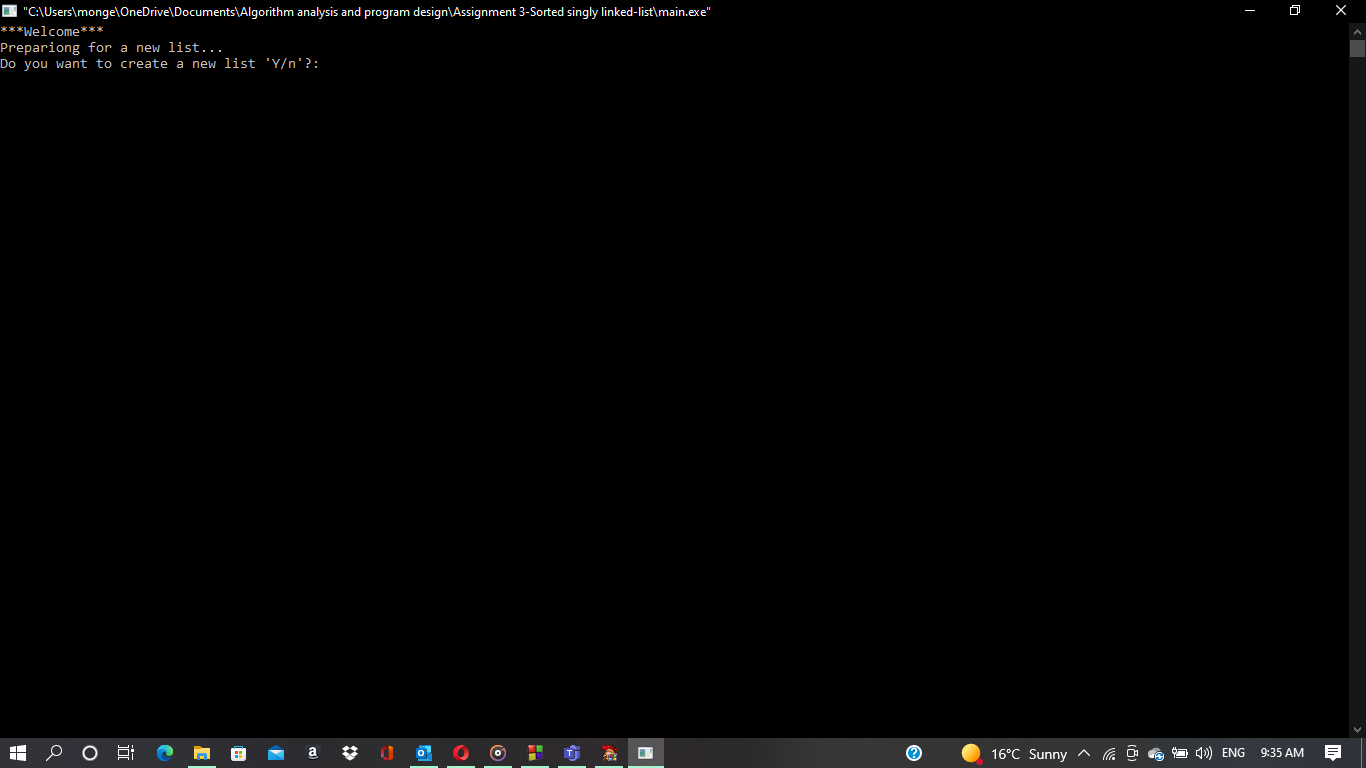 "C:\Users\monge\OneDrive\Documents\Algorithm analysis and program design\Assignment 3-Sorted singly linked-list\main.exe"
***Welcome***
Prepariong for a new list...
Do you want to create a new list 'Y/n'?:
16°C Sunny ENG 9:35 AM